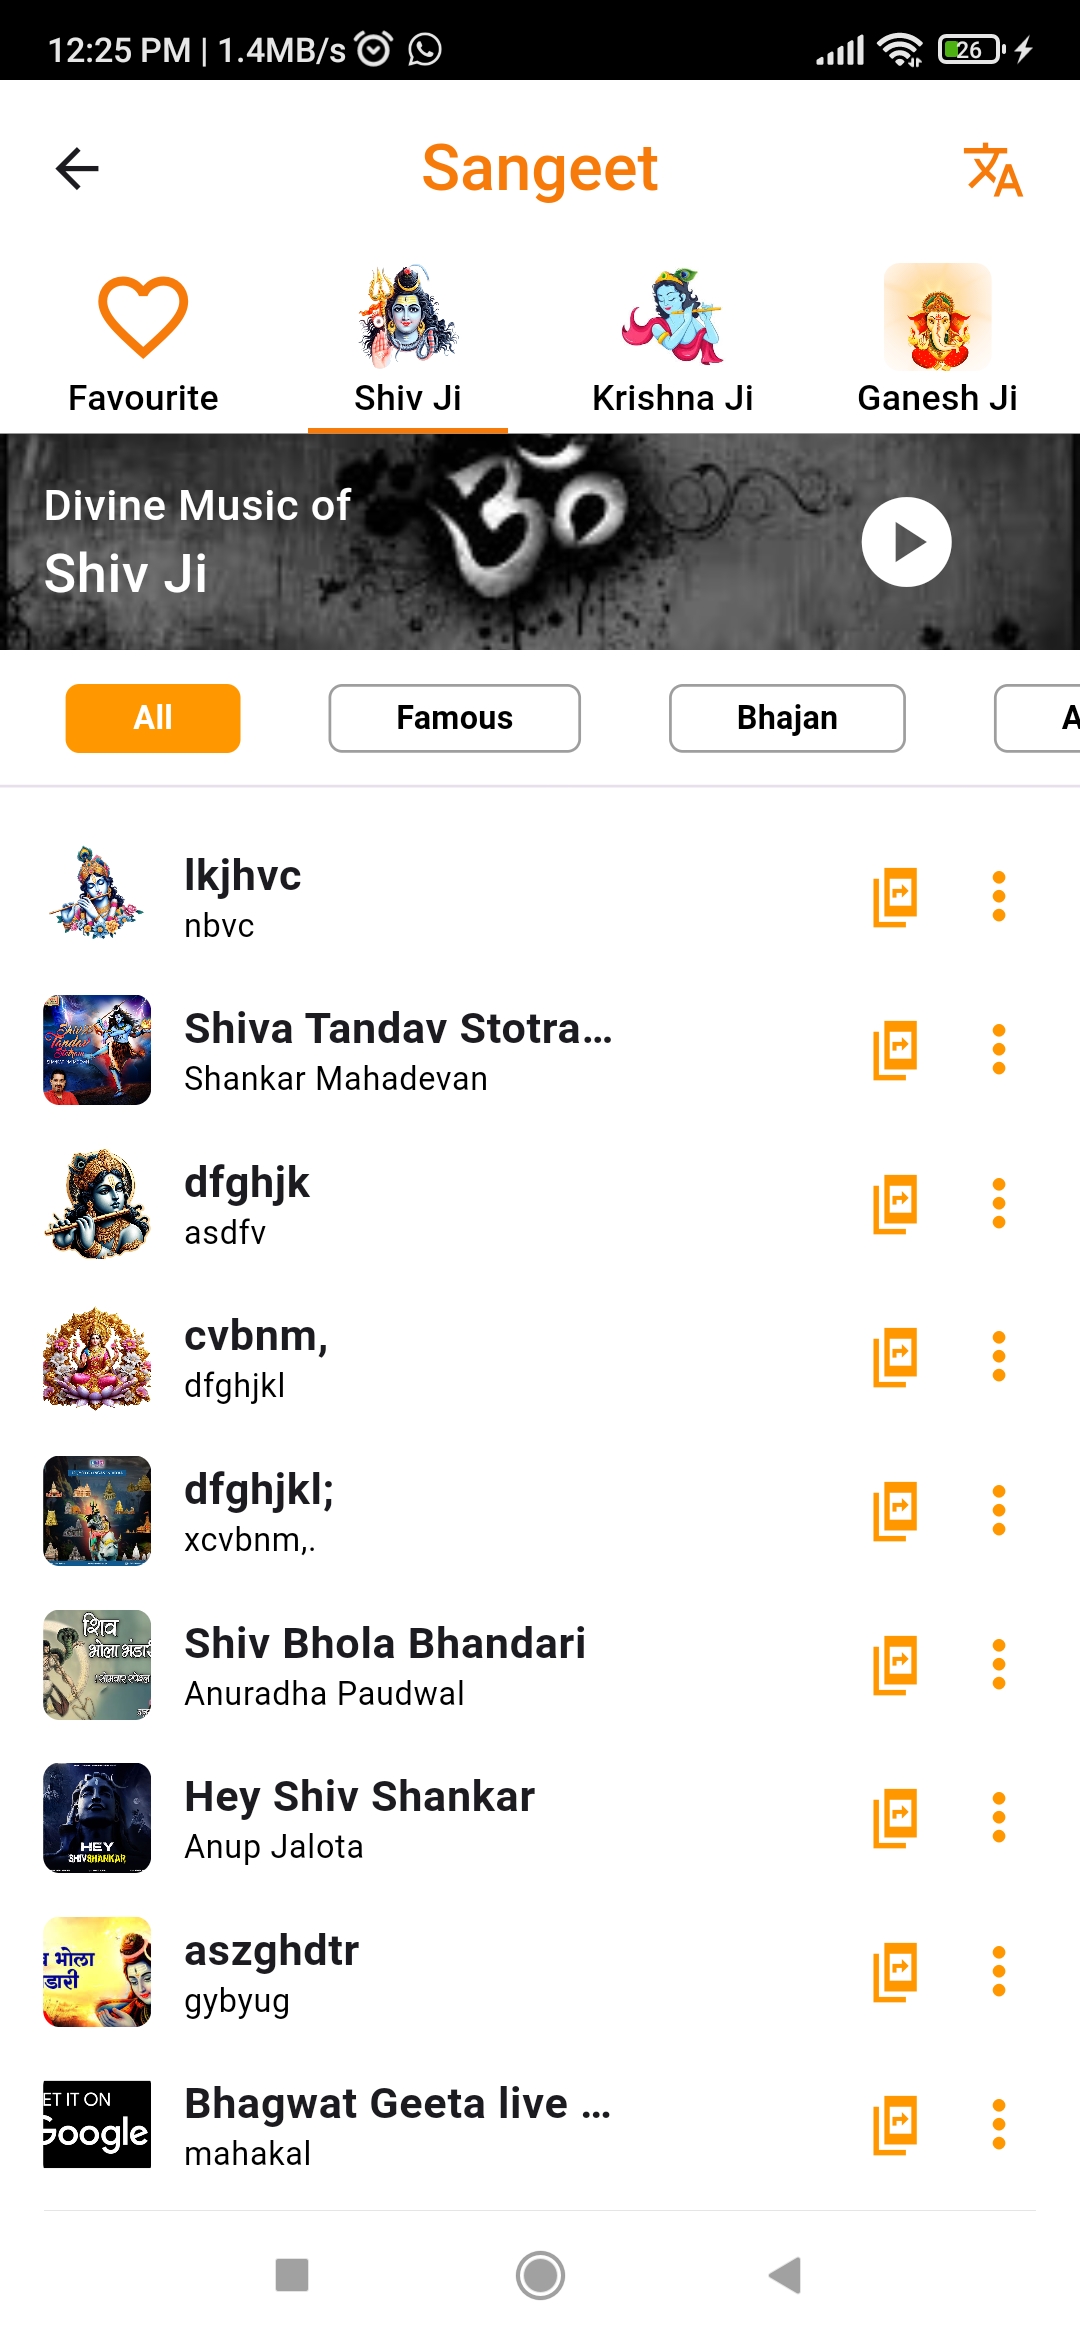 12:25 PM | 1.4MB/s
26
Sangeet
Favourite
Shiv Ji
Krishna Ji
Ganesh Ji
Divine Music of
Shiv Ji
All
Famous
Bhajan
A
lkjhvc
nbvc
Shiva Tandav Stotra...
Shankar Mahadevan
dfghjk
asdfv
cvbnm,
dfghjkl
dfghjkl;
xcvbnm,.
शिव
भोला भंडारी
Shiv Bhola Bhandari
Anuradha Paudwal
HEY
SHIVSHANKAR
Hey Shiv Shankar
Anup Jalota
भोला
डारी
aszghdtr
gybyug
ET IT ON
Google
Bhagwat Geeta live ...
mahakal